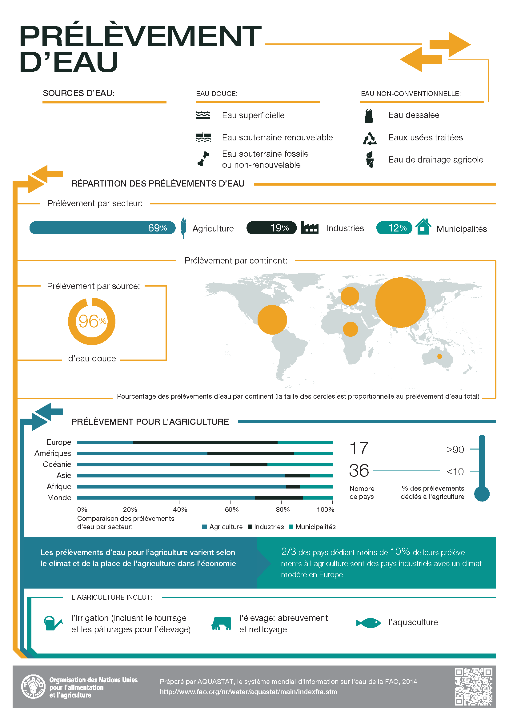 PRÉLÈVEMENT
D'EAU
SOURCES D'EAU:
EAU DOUCE:
Eau superficielle
Eau souterraine renouvelable
Eau souterraine fossile
ou non-renouvelable
EAU NON-CONVENTIONNELLE
Eau dessalée
Eaux usées traitées
Eau de drainage agricole
RÉPARTITION DES PRÉLÈVEMENTS D'EAU
Prélèvement par secteur:
69% Agriculture 19% Industries 12% Municipalités
Prélèvement par continent:
Prélèvement par source:
96%
d'eau douce
Pourcentage des prélèvements d'eau par continent (la taille des cercles est proportionnelle au prélèvement d'eau total)
PRÉLÈVEMENT POUR L'AGRICULTURE
Europe
Amériques
Océanie
Asie
Afrique
Monde
0% 20% 40% 60% 80% 100%
Comparaison des prélèvements
d'eau par secteur:
Agriculture Industries Municipalités
17 >90
36 <10
Nombre
de pays
% des prélèvements
dédiés à l'agriculture
Les prélèvements d'eau pour l'agriculture varient selon
le climat et de la place de l'agriculture dans l'économie
2/3 des pays dédiant moins de 10% de leurs prélève-
ments à l'agriculture sont des pays industriels avec un climat
modéré en Europe
L'AGRICULTURE INCLUT:
l'irrigation (incluant le fourrage
et les pâturages pour l'élevage)
l'élevage: abreuvement
et nettoyage
l'aquaculture
Organisation des Nations Unies
pour l'alimentation
et l'agriculture
Préparé par AQUASTAT, le système mondial d'information sur l'eau de la FAO, 2014
http://www.fao.org/nr/water/aquastat/main/indexfra.stm